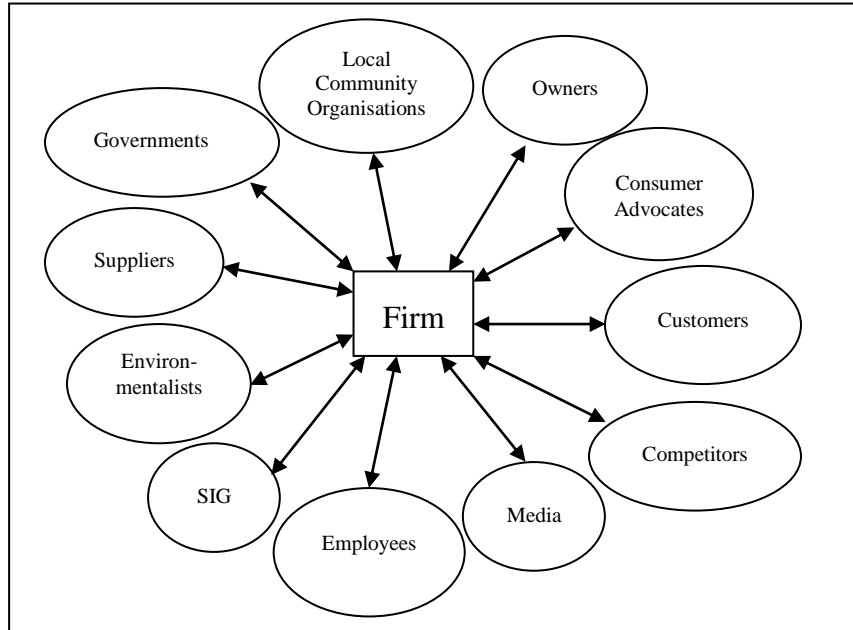 Local
Community
Organisations
Owners
Governments
Consumer
Advocates
Suppliers
Firm
Customers
Environ-
mentalists
Competitors
SIG
Media
Employees